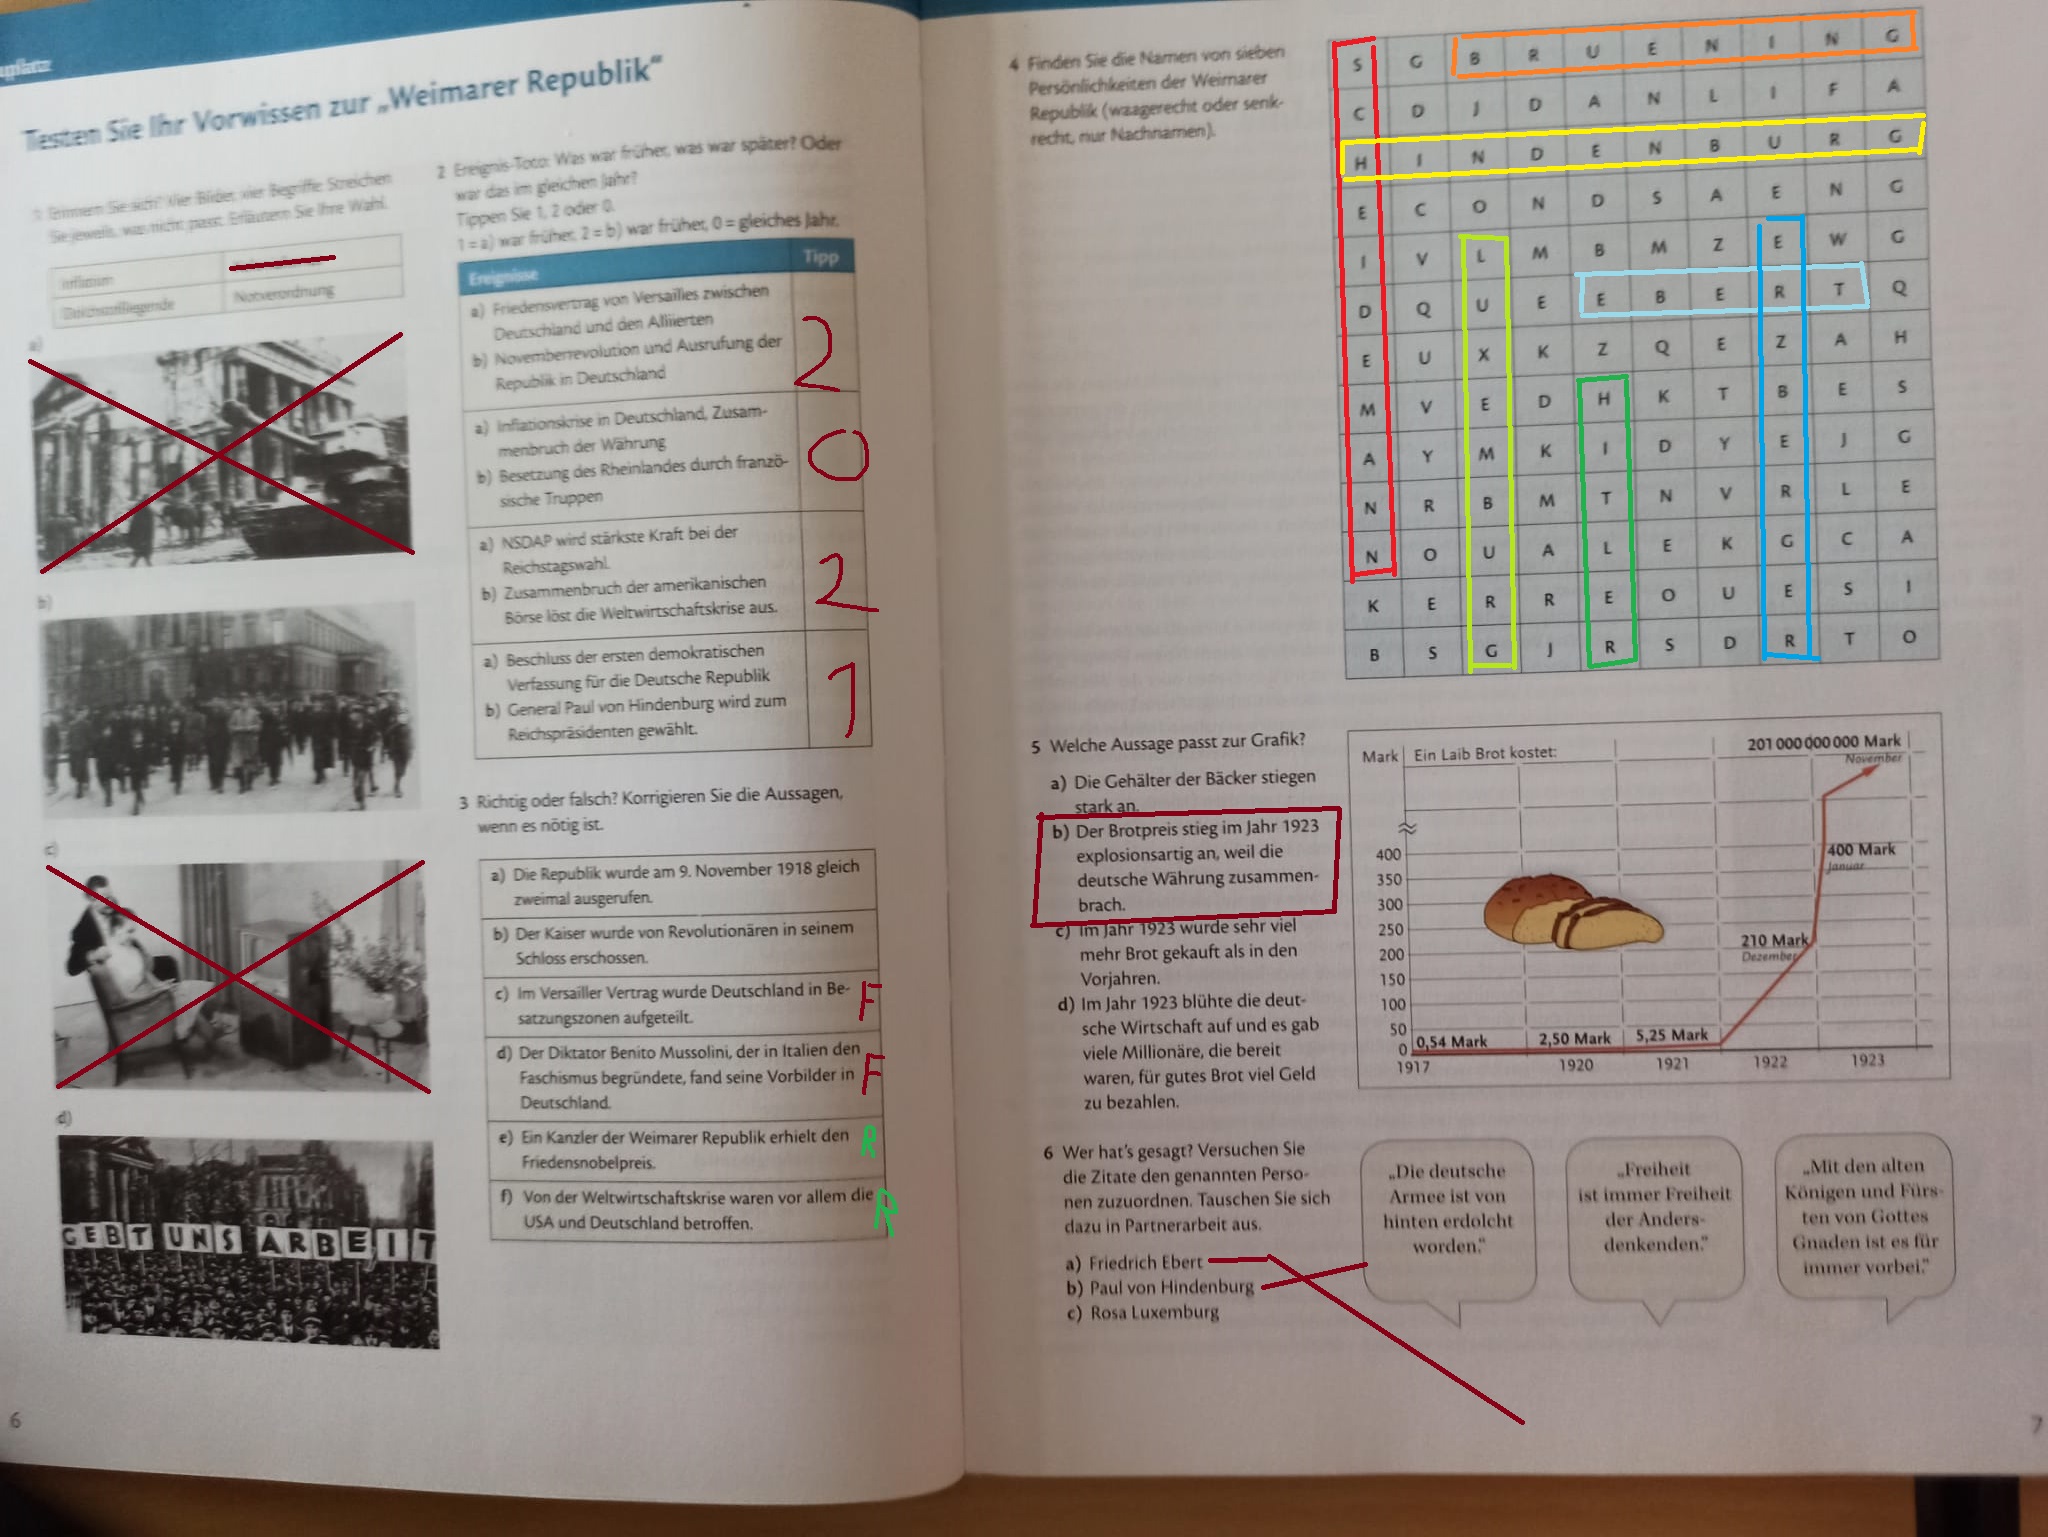 Testen Sie Ihr Vorwissen zur „Weimarer Republik“
1 Erinnern Sie sich? Vier Bilder, vier Begriffe: Streichen
Sie jeweils, was nicht passt. Erläutern Sie Ihre Wahl.
Inflation
Notverordnung
a)
b)
c)
d)
GEBT UNS ARBEIT
2 Ereignis-Toto: Was war früher, was war später? Oder
war das im gleichen Jahr?
Tippen Sie 1, 2 oder 0.
1 = a) war früher, 2 = b) war früher, 0 = gleiches Jahr.
Ereignisse Tipp
a) Friedensvertrag von Versailles zwischen
Deutschland und den Alliierten
b) Novemberrevolution und Ausrufung der
Republik in Deutschland
2
a) Inflationskrise in Deutschland, Zusam-
menbruch der Währung
b) Besetzung des Rheinlandes durch franzö-
sische Truppen
0
a) NSDAP wird stärkste Kraft bei der
Reichstagswahl.
b) Zusammenbruch der amerikanischen
Börse löst die Weltwirtschaftskrise aus.
2
a) Beschluss der ersten demokratischen
Verfassung für die Deutsche Republik
b) General Paul von Hindenburg wird zum
Reichspräsidenten gewählt.
1
3 Richtig oder falsch? Korrigieren Sie die Aussagen,
wenn es nötig ist.
a) Die Republik wurde am 9. November 1918 gleich
zweimal ausgerufen.
b) Der Kaiser wurde von Revolutionären in seinem
Schloss erschossen.
c) Im Versailler Vertrag wurde Deutschland in Be-
satzungszonen aufgeteilt.
F
d) Der Diktator Benito Mussolini, der in Italien den
Faschismus begründete, fand seine Vorbilder in
Deutschland.
F
e) Ein Kanzler der Weimarer Republik erhielt den
Friedensnobelpreis.
R
f) Von der Weltwirtschaftskrise waren vor allem die
USA und Deutschland betroffen.
R
6
4 Finden Sie die Namen von sieben
Persönlichkeiten der Weimarer
Republik (waagerecht oder senk-
recht, nur Nachnamen).
S G B R U E N I N G
C D J D A N L I F A
H I N D E N B U R G
E C O N D S A E N G
I V L M B M Z E W G
D Q U E E B E R T Q
E U X K Z Q E Z A H
M V E D H K T B E S
A Y M K I D Y E J G
N R B M T N V R L E
N O U A L E K G C A
K E R R E O U E S I
B S G J R S D R T O
5 Welche Aussage passt zur Grafik?
a) Die Gehälter der Bäcker stiegen
stark an.
b) Der Brotpreis stieg im Jahr 1923
explosionsartig an, weil die
deutsche Währung zusammen-
brach.
c) Im Jahr 1923 wurde sehr viel
mehr Brot gekauft als in den
Vorjahren.
d) Im Jahr 1923 blühte die deut-
sche Wirtschaft auf und es gab
viele Millionäre, die bereit
waren, für gutes Brot viel Geld
zu bezahlen.
Mark Ein Laib Brot kostet: 201 000 000 000 Mark
November
400
400 Mark
Januar
350
300
250
210 Mark
Dezember
200
150
100
50
0
0,54 Mark 2,50 Mark 5,25 Mark
1917 1920 1921 1922 1923
6 Wer hat's gesagt? Versuchen Sie
die Zitate den genannten Perso-
nen zuzuordnen. Tauschen Sie sich
dazu in Partnerarbeit aus.
a) Friedrich Ebert
b) Paul von Hindenburg
c) Rosa Luxemburg
„Die deutsche
Armee ist von
hinten erdolcht
worden.“
„Freiheit
ist immer Freiheit
der Anders-
denkenden.“
„Mit den alten
Königen und Fürs-
ten von Gottes
Gnaden ist es für
immer vorbei.“
7